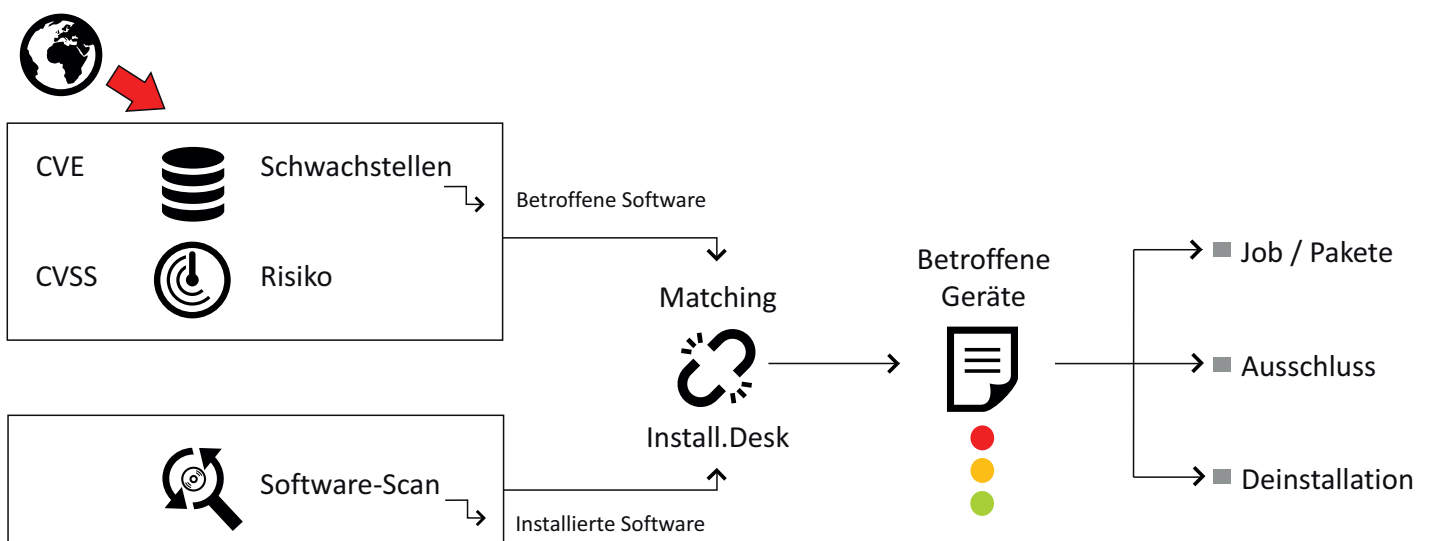 CVE
Schwachstellen
Betroffene Software
CVSS
Risiko
Matching
Install.Desk
Software-Scan
Installierte Software
Betroffene
Geräte
Job / Pakete
Ausschluss
Deinstallation